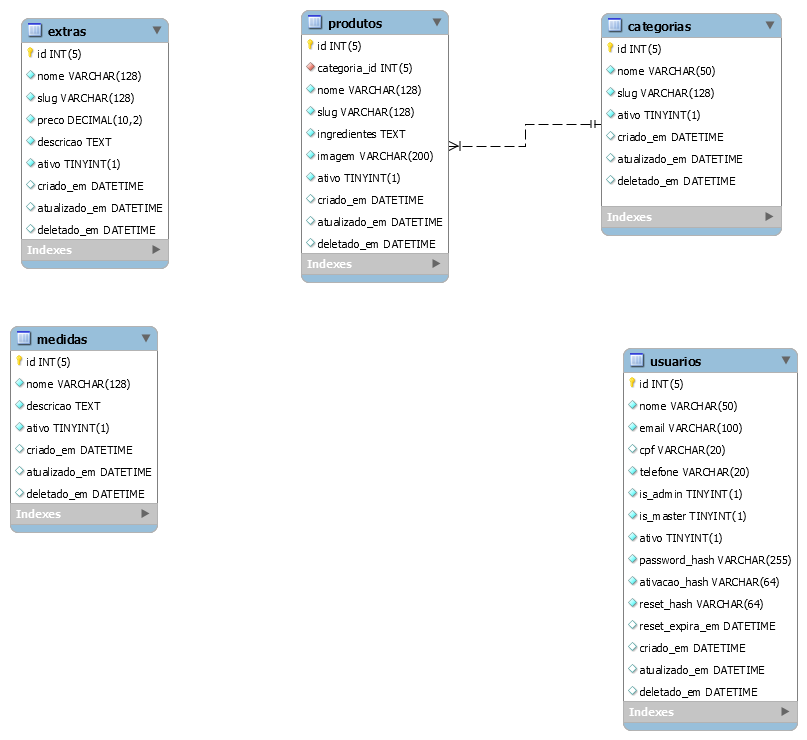 extras
id INT(5)
nome VARCHAR(128)
slug VARCHAR(128)
preco DECIMAL(10,2)
descricao TEXT
ativo TINYINT(1)
criado_em DATETIME
atualizado_em DATETIME
deletado_em DATETIME
Indexes
produtos
id INT(5)
categoria_id INT(5)
nome VARCHAR(128)
slug VARCHAR(128)
ingredientes TEXT
imagem VARCHAR(200)
ativo TINYINT(1)
criado_em DATETIME
atualizado_em DATETIME
deletado_em DATETIME
Indexes
categorias
id INT(5)
nome VARCHAR(50)
slug VARCHAR(128)
ativo TINYINT(1)
criado_em DATETIME
atualizado_em DATETIME
deletado_em DATETIME
Indexes
medidas
id INT(5)
nome VARCHAR(128)
descricao TEXT
ativo TINYINT(1)
criado_em DATETIME
atualizado_em DATETIME
deletado_em DATETIME
Indexes
usuarios
id INT(5)
nome VARCHAR(50)
email VARCHAR(100)
cpf VARCHAR(20)
telefone VARCHAR(20)
is_admin TINYINT(1)
is_master TINYINT(1)
ativo TINYINT(1)
password_hash VARCHAR(255)
ativacao_hash VARCHAR(64)
reset_hash VARCHAR(64)
reset_expira_em DATETIME
criado_em DATETIME
atualizado_em DATETIME
deletado_em DATETIME
Indexes